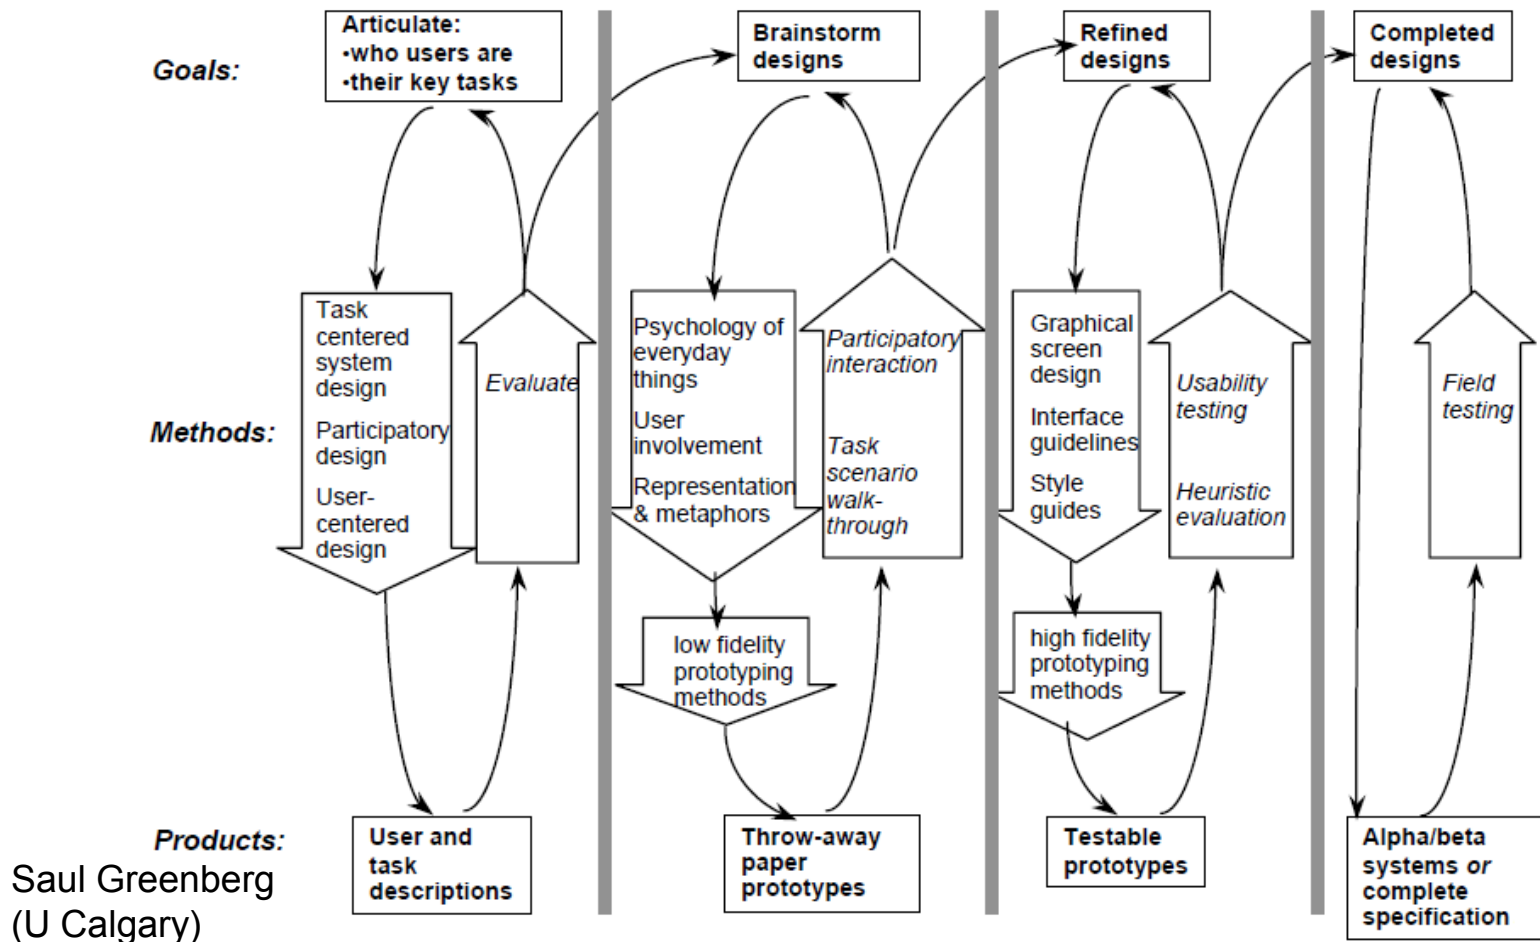 Goals:
Articulate:
•who users are
•their key tasks
Brainstorm
designs
Refined
designs
Completed
designs
Methods:
Task
centered
system
design
Participatory
design
User-
centered
design
Evaluate
Psychology of
everyday
things
User
involvement
Representation
& metaphors
low fidelity
prototyping
methods
Participatory
interaction
Task
scenario
walk-
through
Graphical
screen
design
Interface
guidelines
Style
guides
high fidelity
prototyping
methods
Usability
testing
Heuristic
evaluation
Field
testing
Products:
User and
task
descriptions
Throw-away
paper
prototypes
Testable
prototypes
Alpha/beta
systems or
complete
specification
Saul Greenberg
(U Calgary)